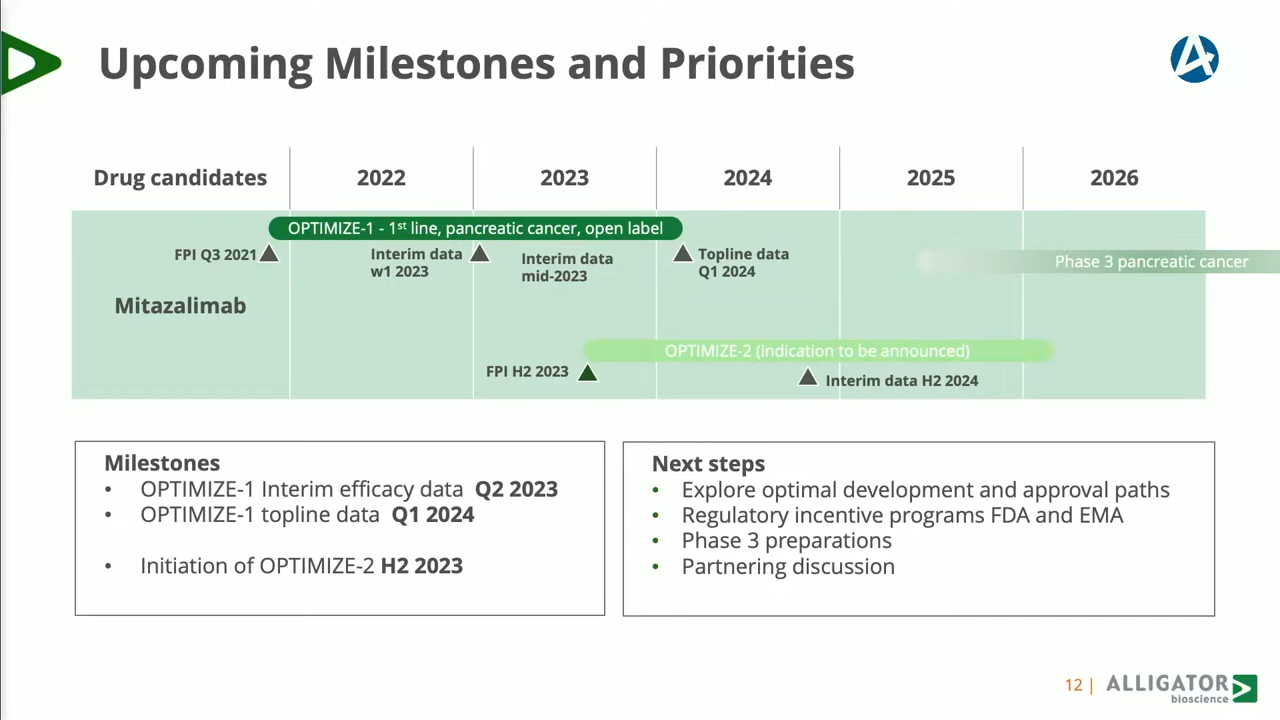 Upcoming Milestones and Priorities
Drug candidates
2022
2023
2024
2025
2026
OPTIMIZE-1 - 1st line, pancreatic cancer, open label
FPI Q3 2021
Interim data
w1 2023
Interim data
mid-2023
Topline data
Q1 2024
Phase 3 pancreatic cancer
Mitazalimab
OPTIMIZE-2 (indication to be announced)
FPI H2 2023
Interim data H2 2024
Milestones
• OPTIMIZE-1 Interim efficacy data Q2 2023
• OPTIMIZE-1 topline data Q1 2024
• Initiation of OPTIMIZE-2 H2 2023
Next steps
• Explore optimal development and approval paths
• Regulatory incentive programs FDA and EMA
• Phase 3 preparations
• Partnering discussion
12 |
ALLIGATOR
bioscience